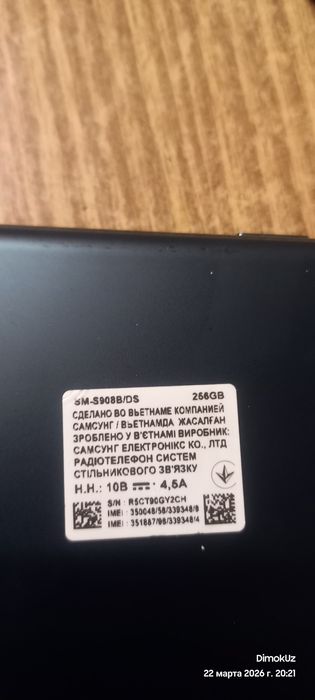 SM-S908B/DS 256GB
СДЕЛАНО ВО ВЬЕТНАМЕ КОМПАНИЕЙ
САМСУНГ / ВЬЕТНАМДА ЖАСАЛҒАН
ЗРОБЛЕНО У В'ЄТНАМІ ВИРОБНИК:
САМСУНГ ЕЛЕКТРОНІКС КО., ЛТД
РАДІОТЕЛЕФОН СИСТЕМ
СТІЛЬНИКОВОГО ЗВ'ЯЗКУ
Н.Н.: 10В 4,5А
S/N : R5CT90GY2CH
IMEI : 350048/58/339348/8
IMEI : 351887/98/339348/4
DimokUz
22 марта 2026 г. 20:21